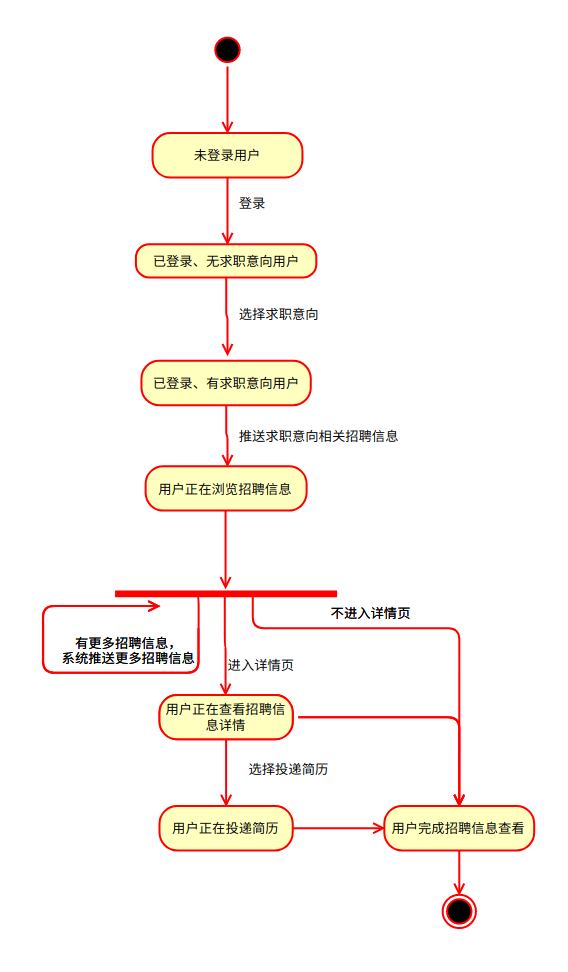 未登录用户
登录
已登录、无求职意向用户
选择求职意向
已登录、有求职意向用户
推送求职意向相关招聘信息
用户正在浏览招聘信息
不进入详情页
有更多招聘信息，
系统推送更多招聘信息
进入详情页
用户正在查看招聘信
息详情
选择投递简历
用户正在投递简历
用户完成招聘信息查看